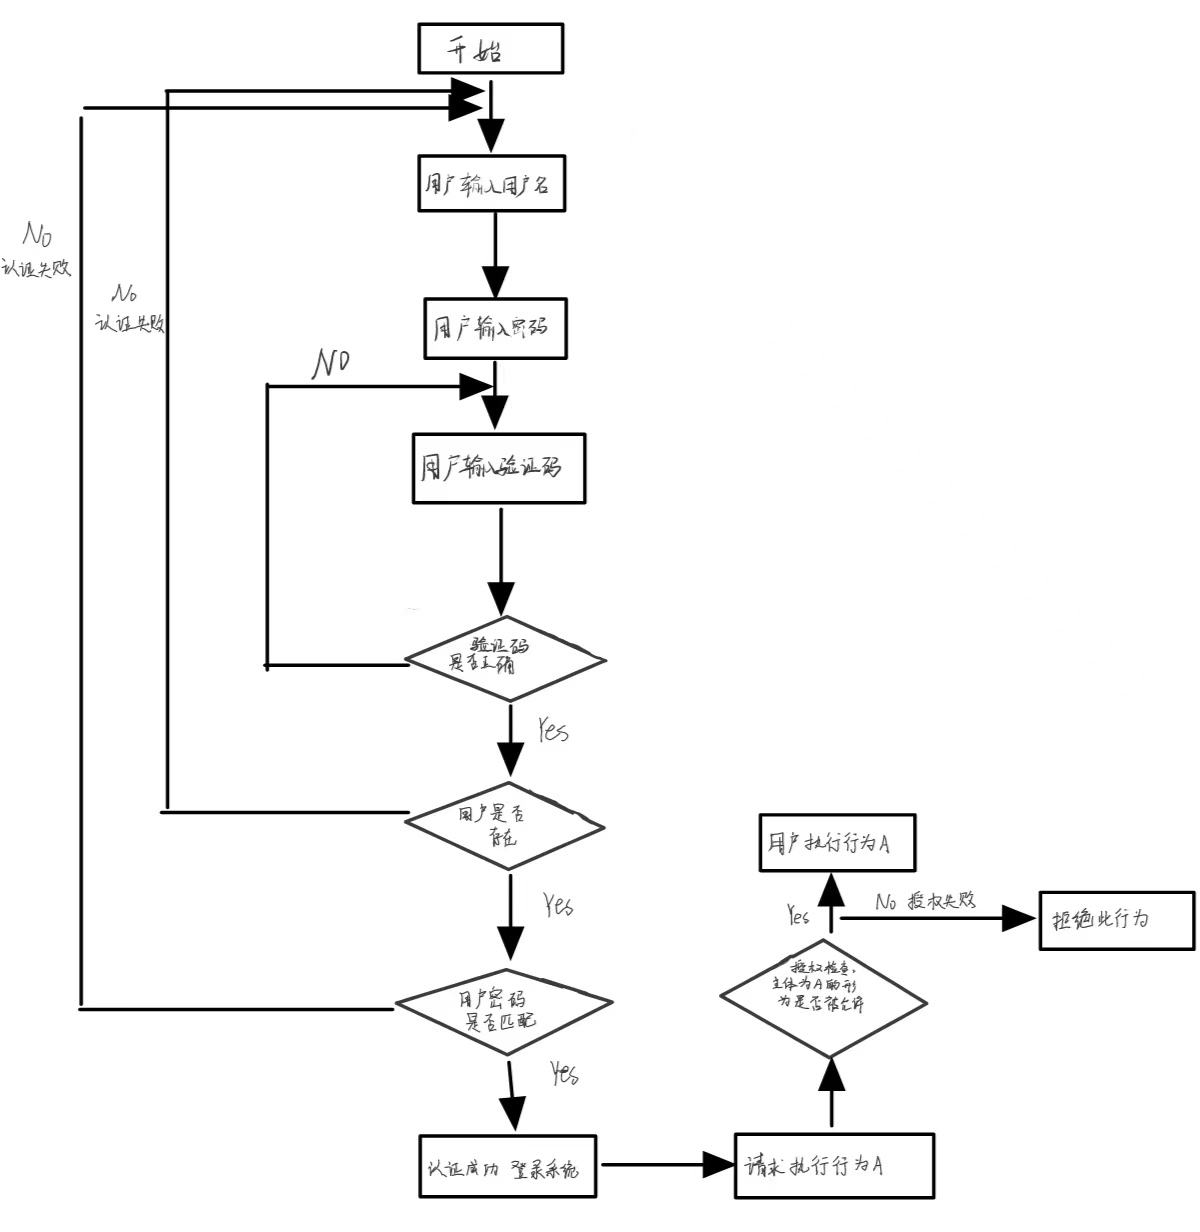 开始
用户输入用户名
No
认证失败
No
认证失败
用户输入密码
NO
用户输入验证码
验证码
是否正确
Yes
用户是否
存在
Yes
用户密码
是否匹配
Yes
认证成功 登录系统
请求执行行为A
授权检查，
主体为A的形
为是否被允许
Yes
No 授权失败
用户执行行为A
拒绝此行为